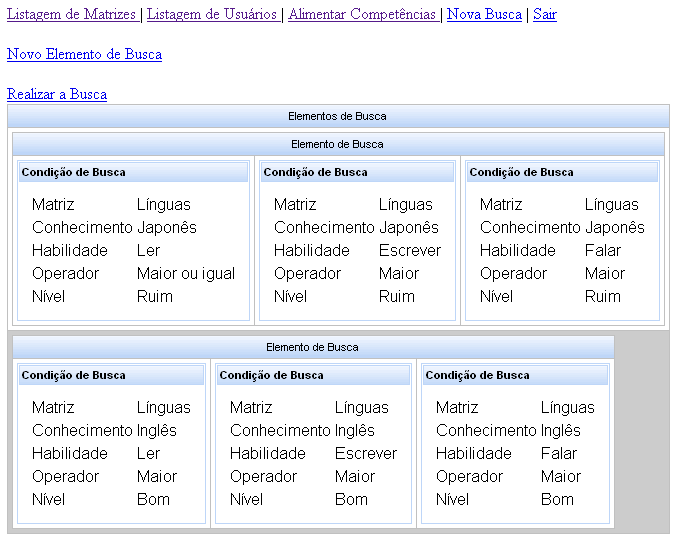 Listagem de Matrizes | Listagem de Usuários | Alimentar Competências | Nova Busca | Sair
Novo Elemento de Busca
Realizar a Busca
Elementos de Busca
Elemento de Busca
Condição de Busca Condição de Busca Condição de Busca
Matriz Línguas Matriz Línguas Matriz Línguas
Conhecimento Japonês Conhecimento Japonês Conhecimento Japonês
Habilidade Ler Habilidade Escrever Habilidade Falar
Operador Maior ou igual Operador Maior Operador Maior
Nível Ruim Nível Ruim Nível Ruim
Elemento de Busca
Condição de Busca Condição de Busca Condição de Busca
Matriz Línguas Matriz Línguas Matriz Línguas
Conhecimento Inglês Conhecimento Inglês Conhecimento Inglês
Habilidade Ler Habilidade Escrever Habilidade Falar
Operador Maior Operador Maior Operador Maior
Nível Bom Nível Bom Nível Bom